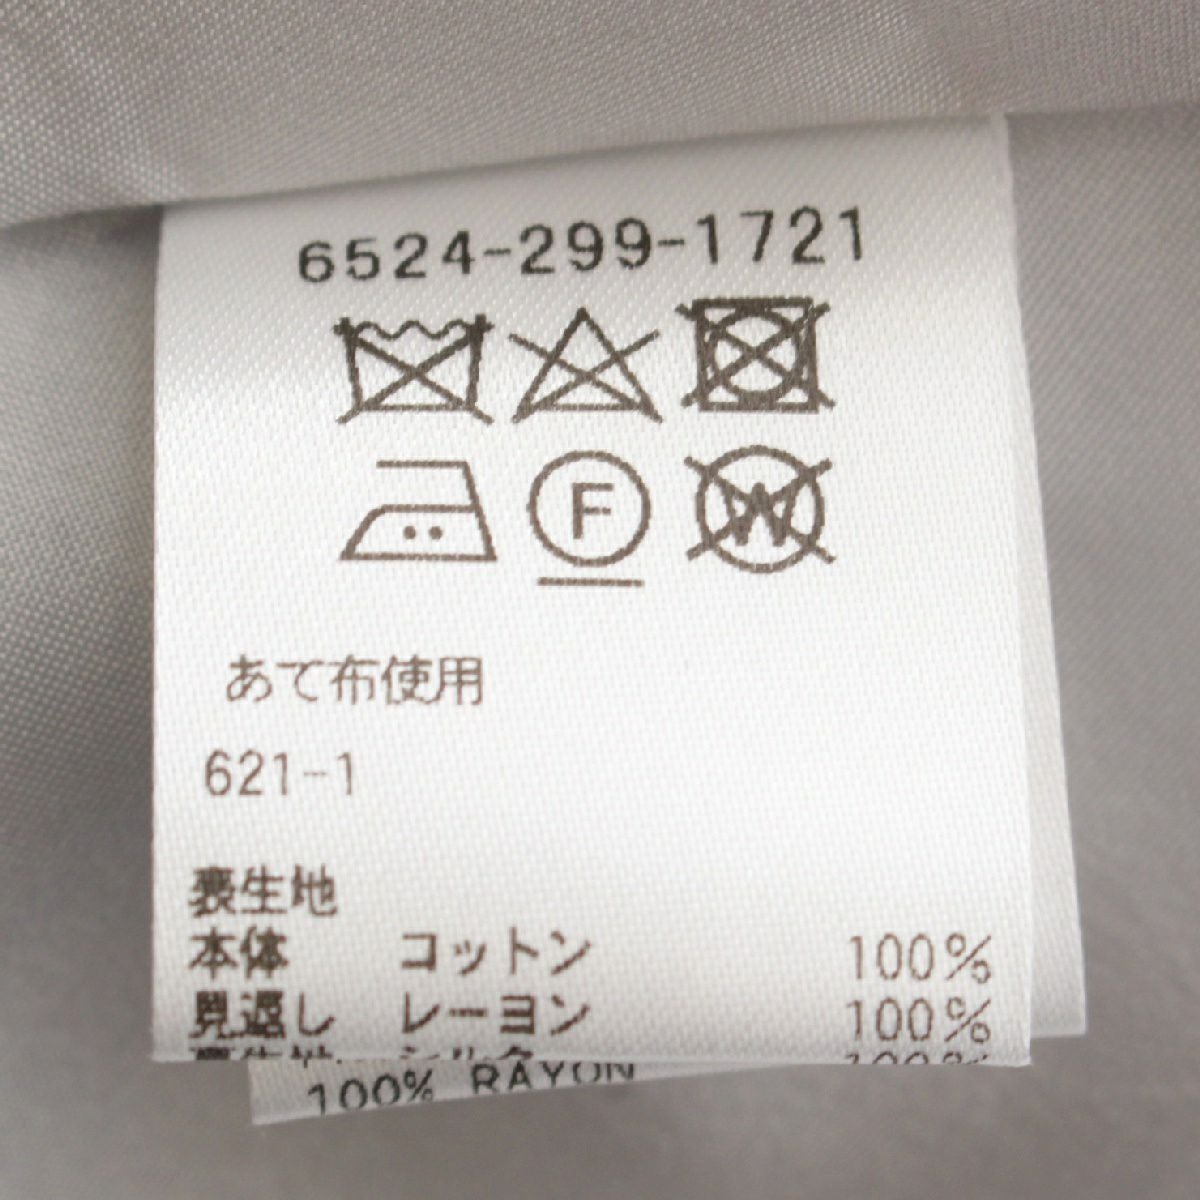 6524-299-1721
F
W
あて布使用
621-1
表生地
本体 コットン 100%
見返し レーヨン 100%
100% RAYON